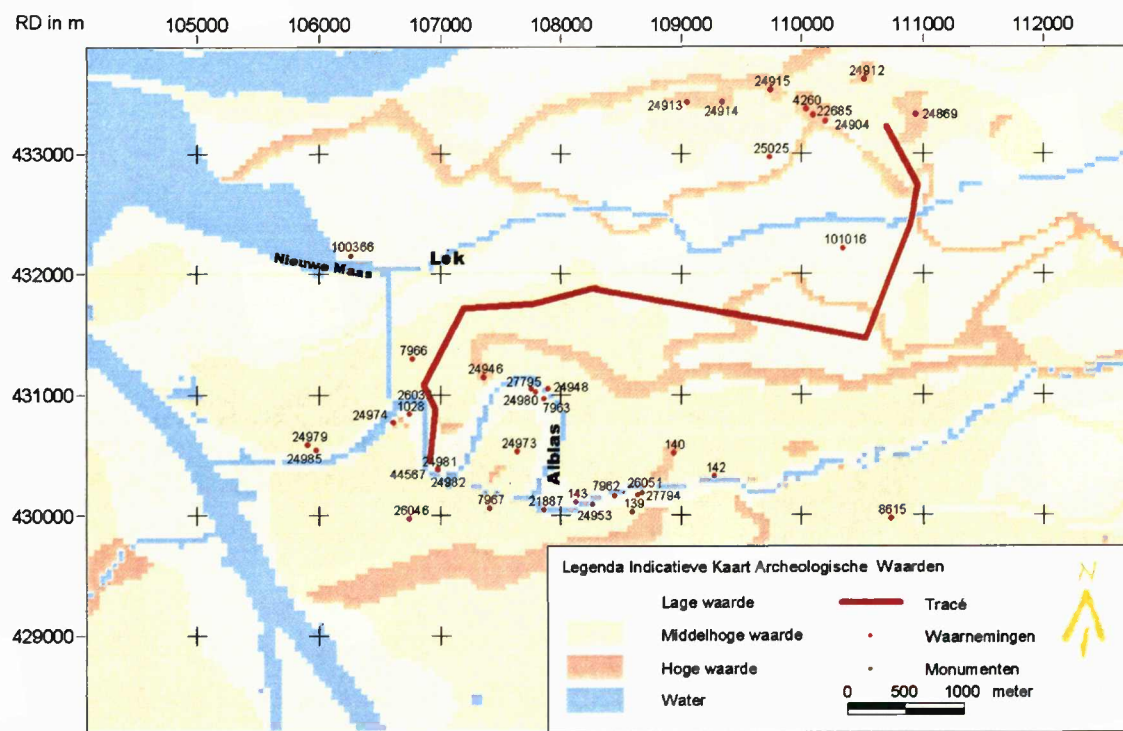 RD in m 105000 106000 107000 108000 109000 110000 111000 112000
24912
24915
24913 24914 4260 22685 24869
24904
433000
25025
100366 Lek 101016
Nieuwe Maas
432000
7966
24946
27795 24948
431000
2603
1028 24980 7963
24974
24979 24973 Alblas 140
24985
44567 24981 142
24982 26051
7967 21887 143 7962 27794
24953 139
430000
26046 8615
429000
Legenda Indicatieve Kaart Archeologische Waarden
N
Lage waarde Tracé
Middelhoge waarde Waarnemingen
Hoge waarde Monumenten
Water 0 500 1000 meter